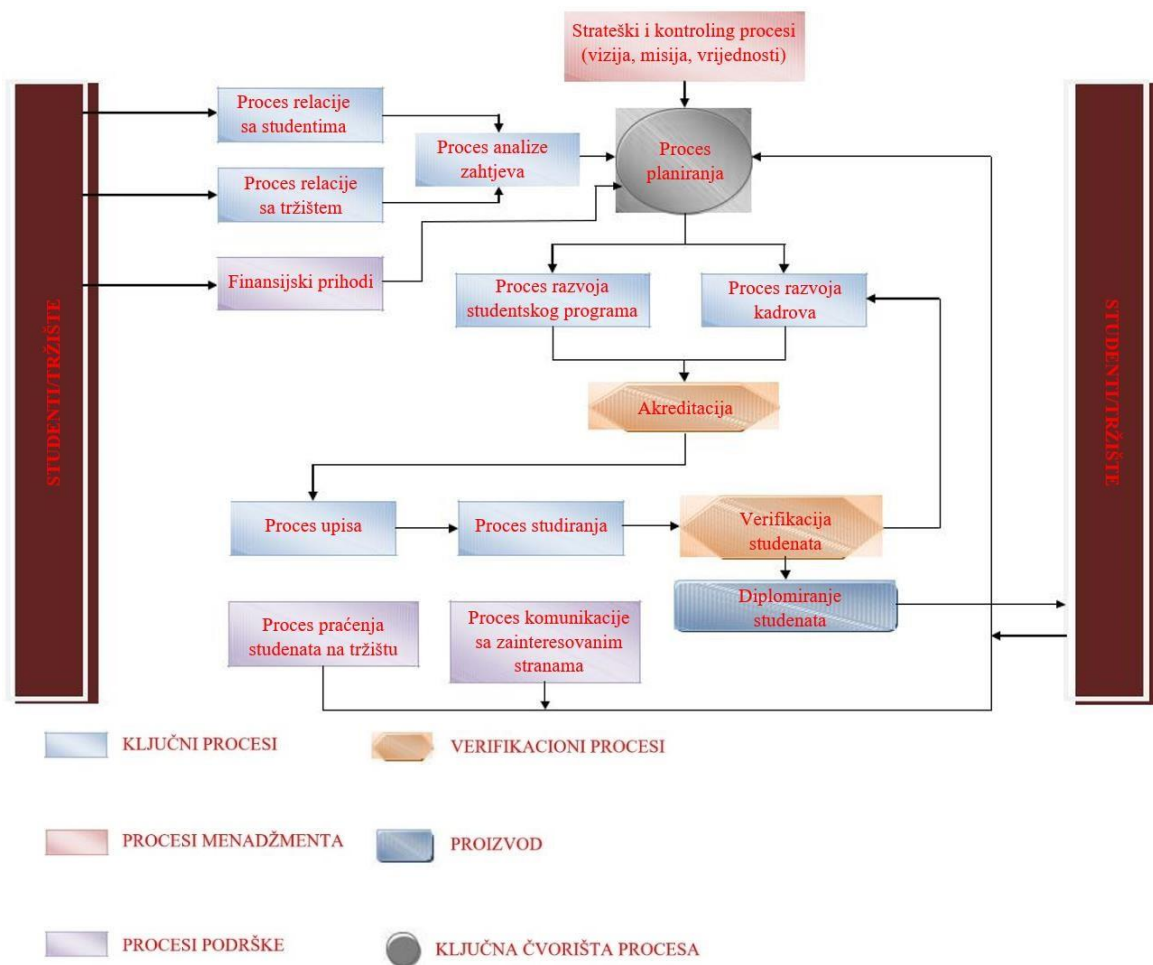 Strateški i kontroling procesi
(vizija, misija, vrijednosti)
STUDENTI/TRŽIŠTE
Proces relacije
sa studentima
Proces analize
zahtjeva
Proces
planiranja
Proces relacije
sa tržištem
Finansijski prihodi
Proces razvoja
studentskog programa
Proces razvoja
kadrova
STUDENTI/TRŽIŠTE
Akreditacija
Proces upisa
Proces studiranja
Verifikacija
studenata
Diplomiranje
studenata
Proces praćenja
studenata na tržištu
Proces komunikacije
sa zainteresovanim
stranama
KLJUČNI PROCESI
VERIFIKACIONI PROCESI
PROCESI MENADŽMENTA
PROIZVOD
PROCESI PODRŠKE
KLJUČNA ČVORIŠTA PROCESA